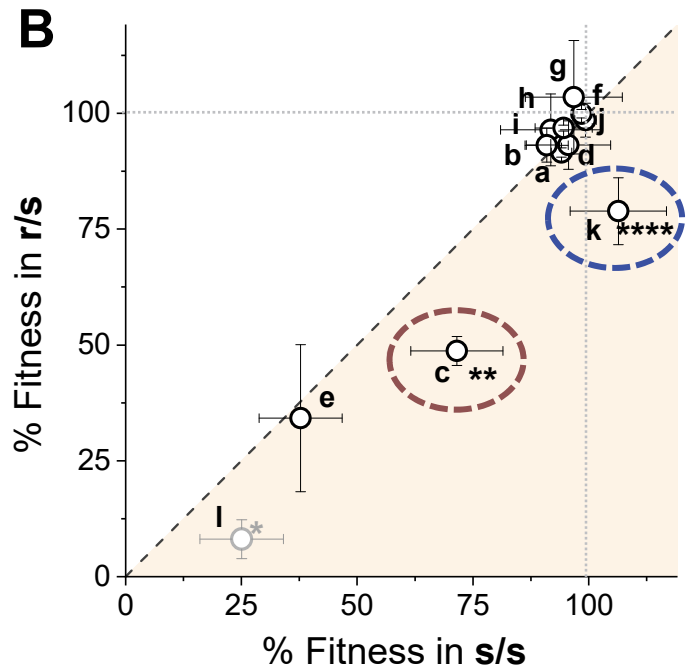 B
% Fitness in r/s
100
75
50
25
0
g
f
h
j
i
b
d
a
k ****
c **
e
l *
0
25
50
75
100
% Fitness in s/s